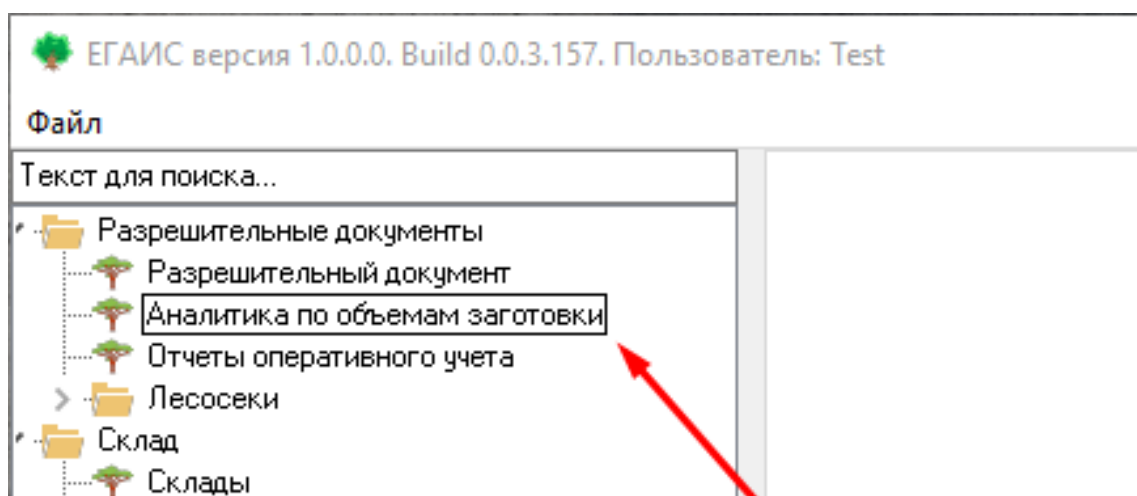 ЕГАИС версия 1.0.0.0. Build 0.0.3.157. Пользователь: Test
Файл
Текст для поиска...
Разрешительные документы
Разрешительный документ
Аналитика по объемам заготовки
Отчеты оперативного учета
Лесосеки
Склад
Склады